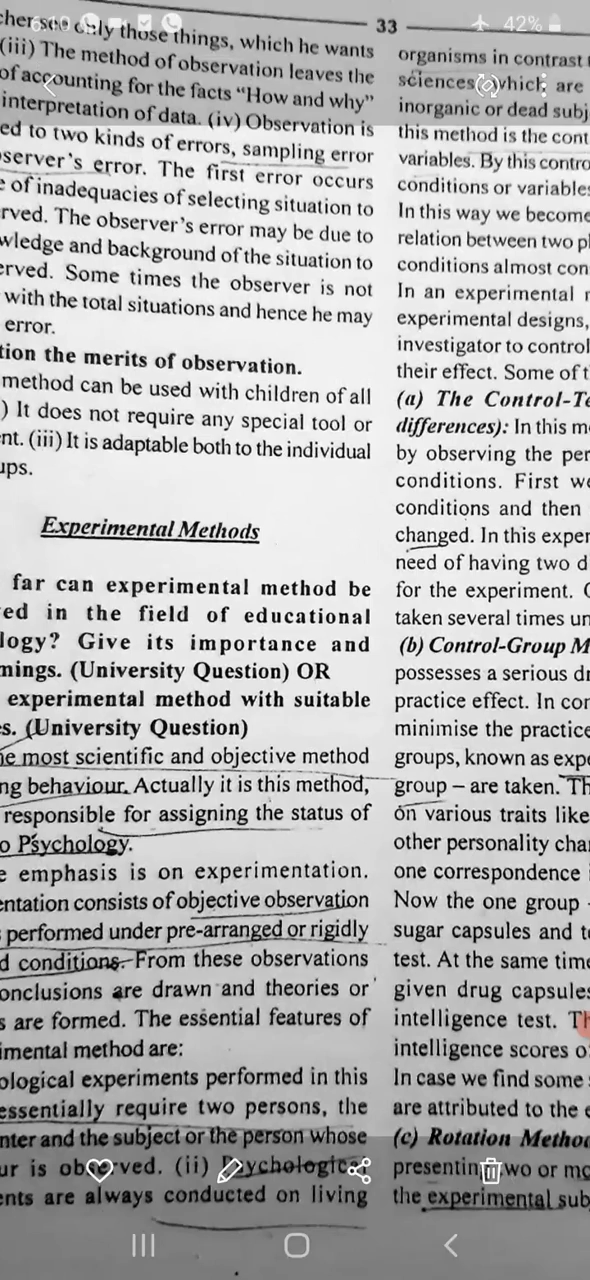 33
42%
only those things, which he wants
(iii) The method of observation leaves the
of accounting for the facts “How and why”
interpretation of data. (iv) Observation is
ed to two kinds of errors, sampling error
server’s error. The first error occurs
e of inadequacies of selecting situation to
rved. The observer’s error may be due to
wledge and background of the situation to
erved. Some times the observer is not
with the total situations and hence he may
error.
tion the merits of observation.
method can be used with children of all
) It does not require any special tool or
nt. (iii) It is adaptable both to the individual
ups.
Experimental Methods
far can experimental method be
ed in the field of educational
logy? Give its importance and
mings. (University Question) OR
experimental method with suitable
s. (University Question)
he most scientific and objective method
ng behaviour. Actually it is this method,
responsible for assigning the status of
o Psychology.
e emphasis is on experimentation.
entation consists of objective observation
s performed under pre-arranged or rigidly
d conditions. From these observations
onclusions are drawn and theories or
s are formed. The essential features of
imental method are:
ological experiments performed in this
essentially require two persons, the
nter and the subject or the person whose
ur is observed. (ii) Psychological
ents are always conducted on living
organisms in contrast
sciences which are
inorganic or dead subj
this method is the cont
variables. By this contro
conditions or variables
In this way we become
relation between two p
conditions almost con
In an experimental
experimental designs,
investigator to control
their effect. Some of t
(a) The Control-Te
differences): In this m
by observing the per
conditions. First we
conditions and then
changed. In this exper
need of having two d
for the experiment.
taken several times un
(b) Control-Group M
possesses a serious dr
practice effect. In con
minimise the practice
groups, known as expe
group – are taken. Th
on various traits like
other personality cha
one correspondence
Now the one group -
sugar capsules and t
test. At the same time
given drug capsules
intelligence test. Th
intelligence scores o
In case we find some
are attributed to the e
(c) Rotation Method
presenting two or mo
the experimental sub